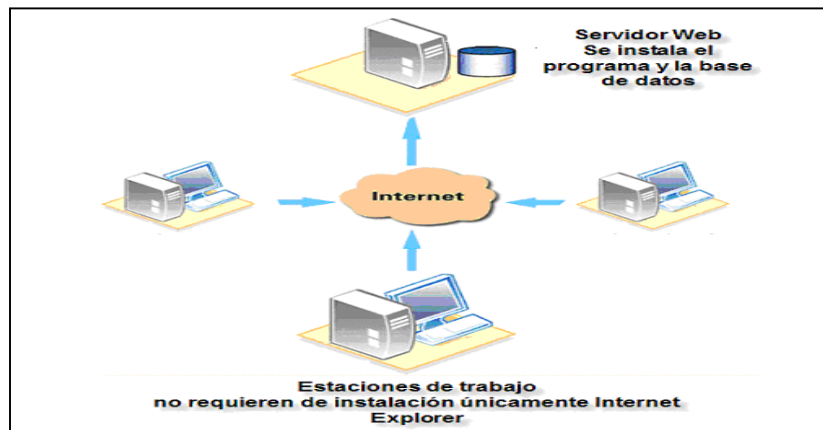 Servidor Web
Se instala el
programa y la base
de datos
Internet
Estaciones de trabajo
no requieren de instalación únicamente Internet
Explorer